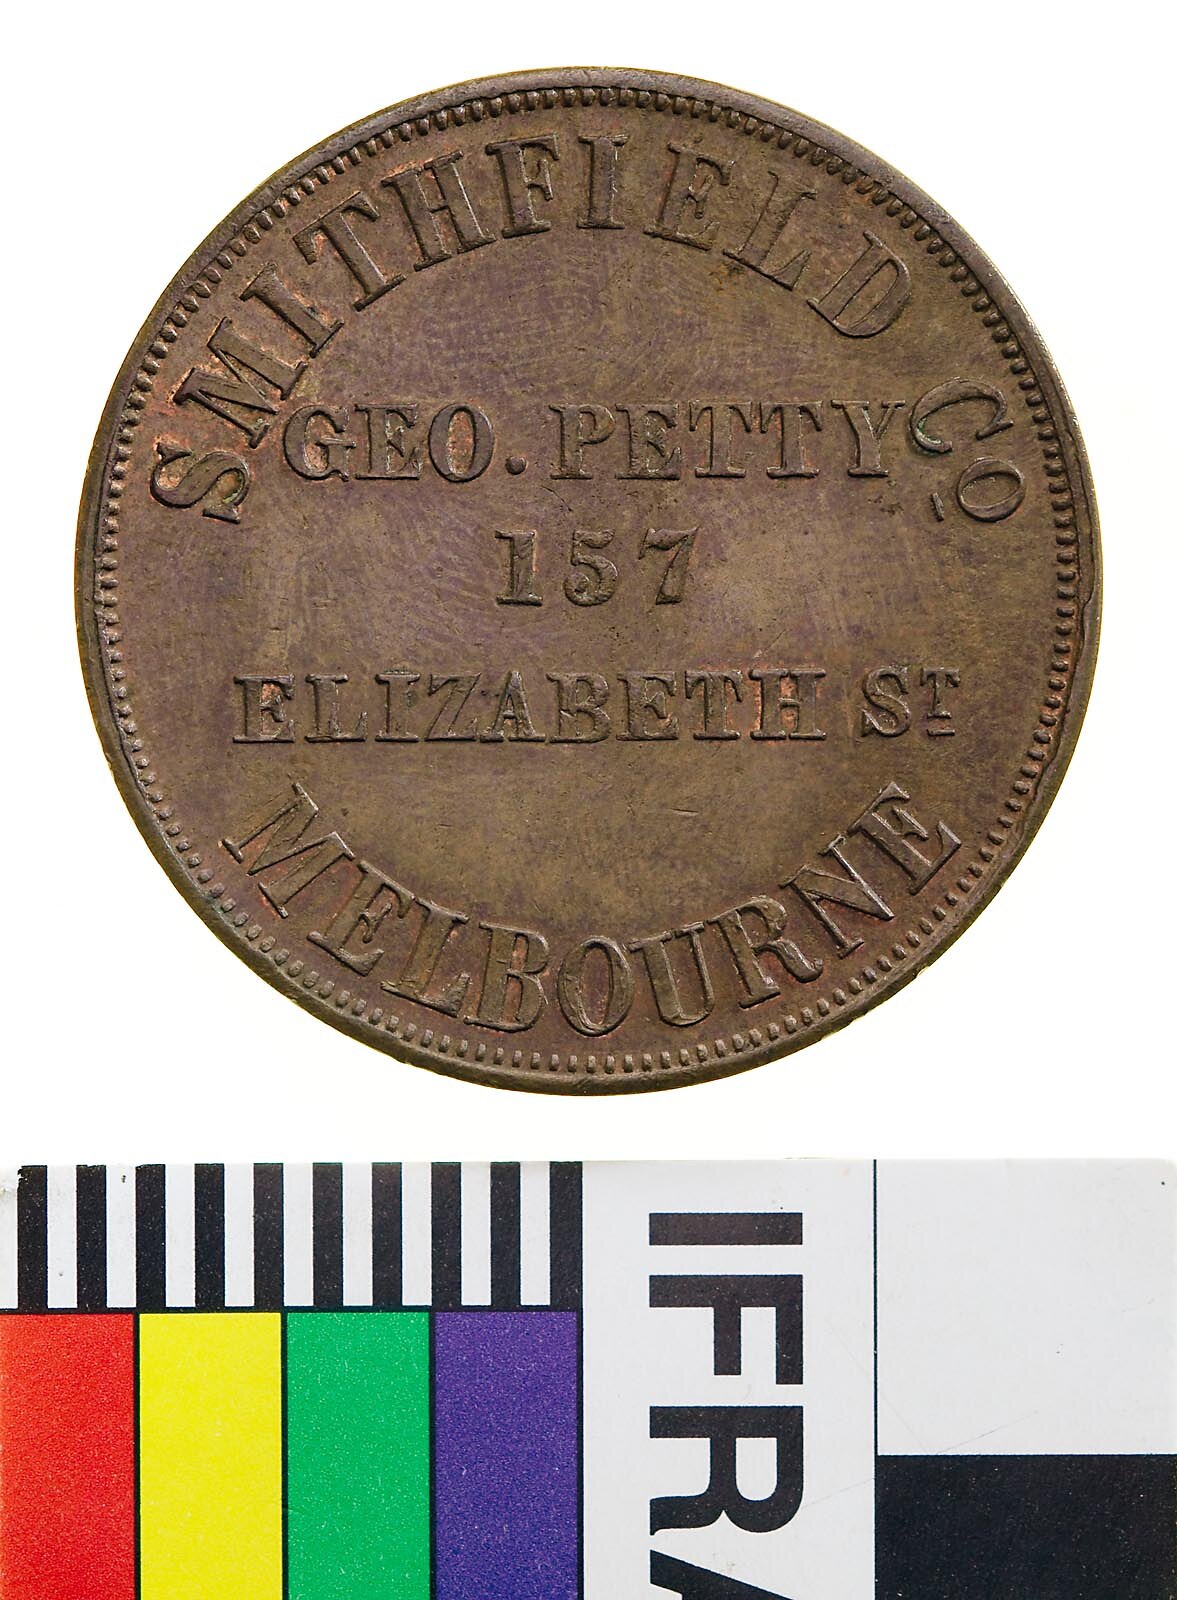 SMITHFIELD CO
GEO. PETTY
157
ELIZABETH ST
MELBOURNE
IFRA